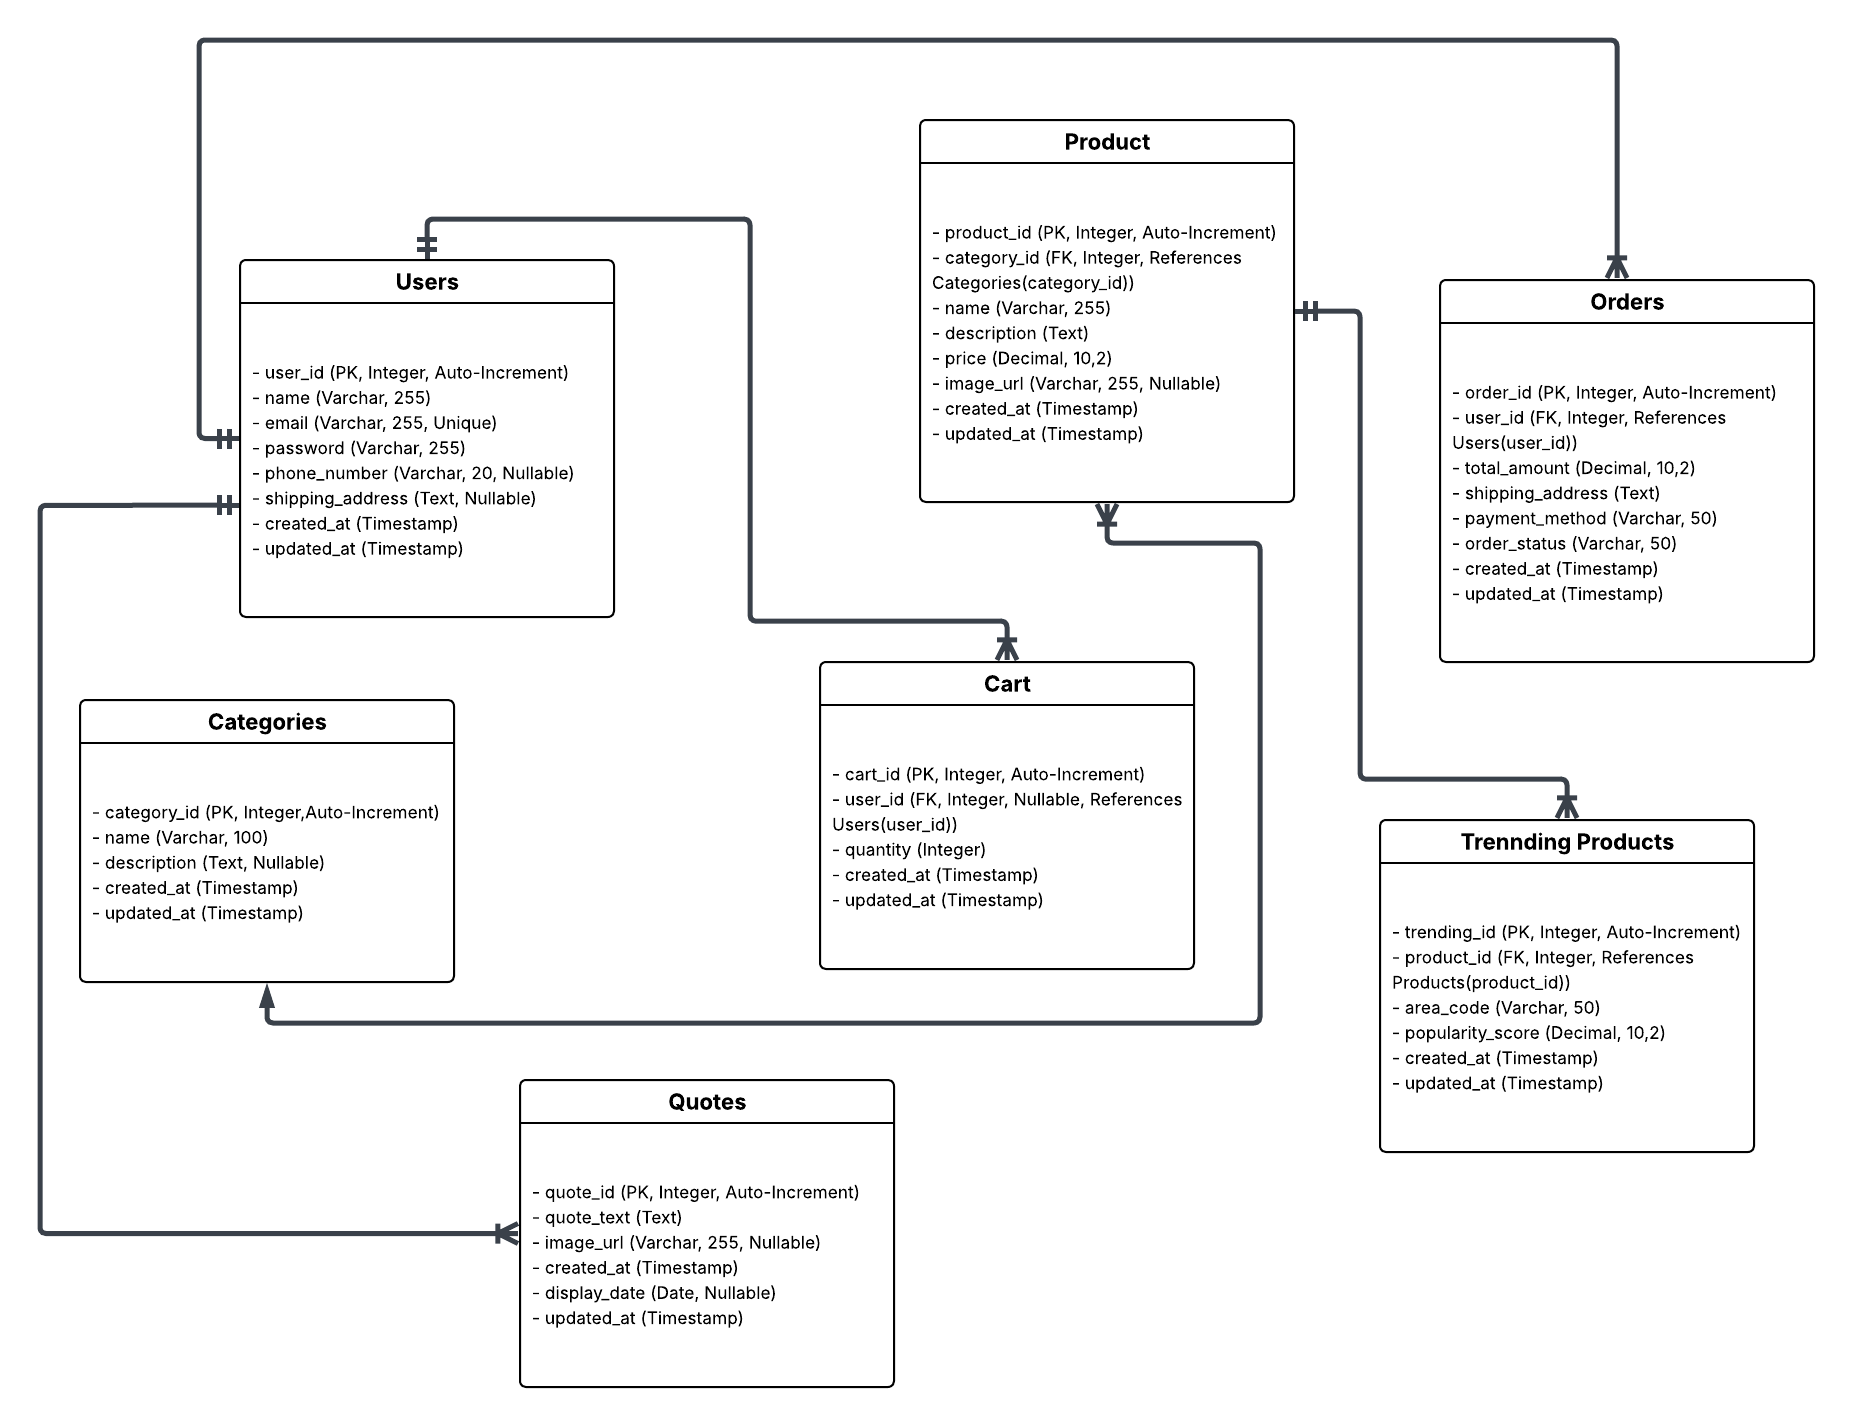 Product
- product_id (PK, Integer, Auto-Increment)
- category_id (FK, Integer, References
Categories(category_id))
- name (Varchar, 255)
- description (Text)
- price (Decimal, 10,2)
- image_url (Varchar, 255, Nullable)
- created_at (Timestamp)
- updated_at (Timestamp)
Users
- user_id (PK, Integer, Auto-Increment)
- name (Varchar, 255)
- email (Varchar, 255, Unique)
- password (Varchar, 255)
- phone_number (Varchar, 20, Nullable)
- shipping_address (Text, Nullable)
- created_at (Timestamp)
- updated_at (Timestamp)
Orders
- order_id (PK, Integer, Auto-Increment)
- user_id (FK, Integer, References
Users(user_id))
- total_amount (Decimal, 10,2)
- shipping_address (Text)
- payment_method (Varchar, 50)
- order_status (Varchar, 50)
- created_at (Timestamp)
- updated_at (Timestamp)
Categories
- category_id (PK, Integer,Auto-Increment)
- name (Varchar, 100)
- description (Text, Nullable)
- created_at (Timestamp)
- updated_at (Timestamp)
Cart
- cart_id (PK, Integer, Auto-Increment)
- user_id (FK, Integer, Nullable, References
Users(user_id))
- quantity (Integer)
- created_at (Timestamp)
- updated_at (Timestamp)
Trennding Products
- trending_id (PK, Integer, Auto-Increment)
- product_id (FK, Integer, References
Products(product_id))
- area_code (Varchar, 50)
- popularity_score (Decimal, 10,2)
- created_at (Timestamp)
- updated_at (Timestamp)
Quotes
- quote_id (PK, Integer, Auto-Increment)
- quote_text (Text)
- image_url (Varchar, 255, Nullable)
- created_at (Timestamp)
- display_date (Date, Nullable)
- updated_at (Timestamp)